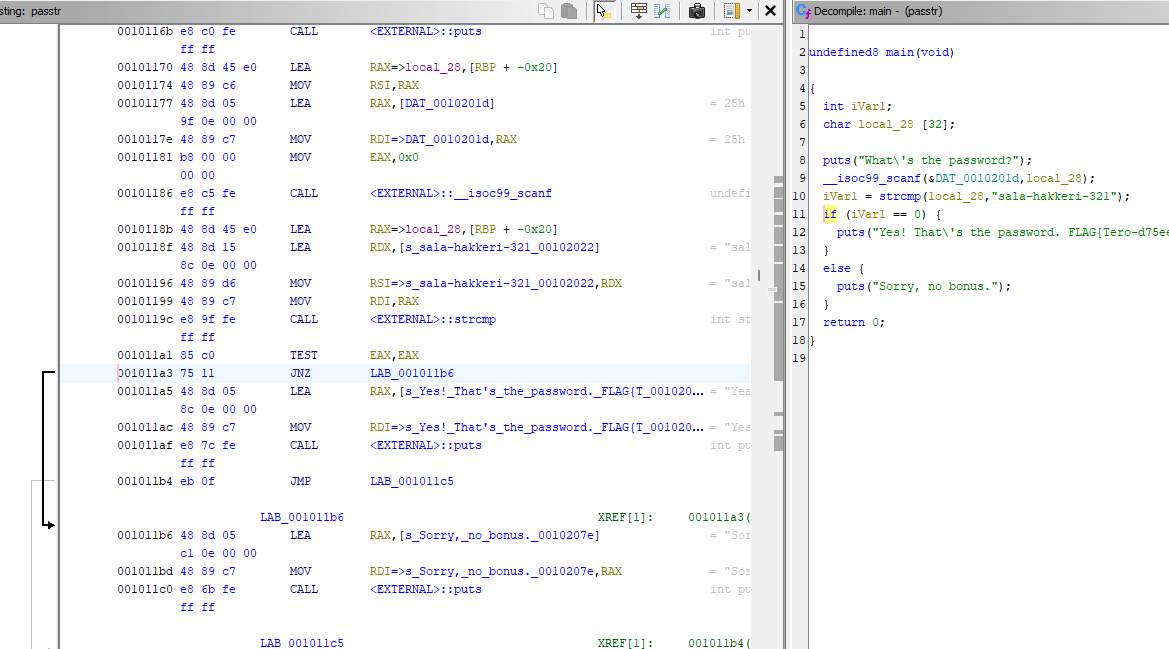 sting: passtr
0010116b e8 c0 fe CALL <EXTERNAL>::puts int pu
ff ff
00101170 48 8d 45 e0 LEA RAX=>local_28,[RBP + -0x20]
00101174 48 89 c6 MOV RSI,RAX
00101177 48 8d 05 LEA RAX,[DAT_0010201d] = 25h
9f 0e 00 00
0010117e 48 89 c7 MOV RDI=>DAT_0010201d,RAX = 25h
00101181 b8 00 00 MOV EAX,0x0
00 00
00101186 e8 c5 fe CALL <EXTERNAL>::__isoc99_scanf undefi
ff ff
0010118b 48 8d 45 e0 LEA RAX=>local_28,[RBP + -0x20]
0010118f 48 8d 15 LEA RDX,[s_sala-hakkeri-321_00102022] = "sal
8c 0e 00 00
00101196 48 89 d6 MOV RSI=>s_sala-hakkeri-321_00102022,RDX = "sal
00101199 48 89 c7 MOV RDI,RAX
0010119c e8 9f fe CALL <EXTERNAL>::strcmp int st
ff ff
001011a1 85 c0 TEST EAX,EAX
001011a3 75 11 JNZ LAB_001011b6
001011a5 48 8d 05 LEA RAX,[s_Yes!_That's_the_password._FLAG{T_001020... = "Yes
8c 0e 00 00
001011ac 48 89 c7 MOV RDI=>s_Yes!_That's_the_password._FLAG{T_001020... = "Yes
001011af e8 7c fe CALL <EXTERNAL>::puts int pu
ff ff
001011b4 eb 0f JMP LAB_001011c5
LAB_001011b6 XREF[1]: 001011a3(
001011b6 48 8d 05 LEA RAX,[s_Sorry,_no_bonus._0010207e] = "Sor
c1 0e 00 00
001011bd 48 89 c7 MOV RDI=>s_Sorry,_no_bonus._0010207e,RAX = "Sor
001011c0 e8 6b fe CALL <EXTERNAL>::puts int pu
ff ff
LAB_001011c5 XREF[1]: 001011b4(
Decompile: main - (passtr)
1
2 undefined8 main(void)
3
4 {
5 int iVar1;
6 char local_28 [32];
7
8 puts("What\'s the password?");
9 __isoc99_scanf(&DAT_0010201d,local_28);
10 iVar1 = strcmp(local_28,"sala-hakkeri-321");
11 if (iVar1 == 0) {
12 puts("Yes! That\'s the password. FLAG{Tero-d75ee
13 }
14 else {
15 puts("Sorry, no bonus.");
16 }
17 return 0;
18 }
19